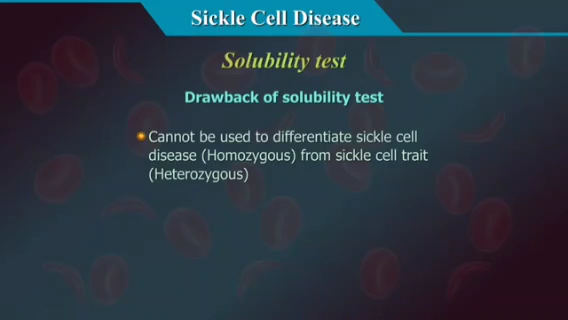 Sickle Cell Disease
Solubility test
Drawback of solubility test
Cannot be used to differentiate sickle cell
disease (Homozygous) from sickle cell trait
(Heterozygous)